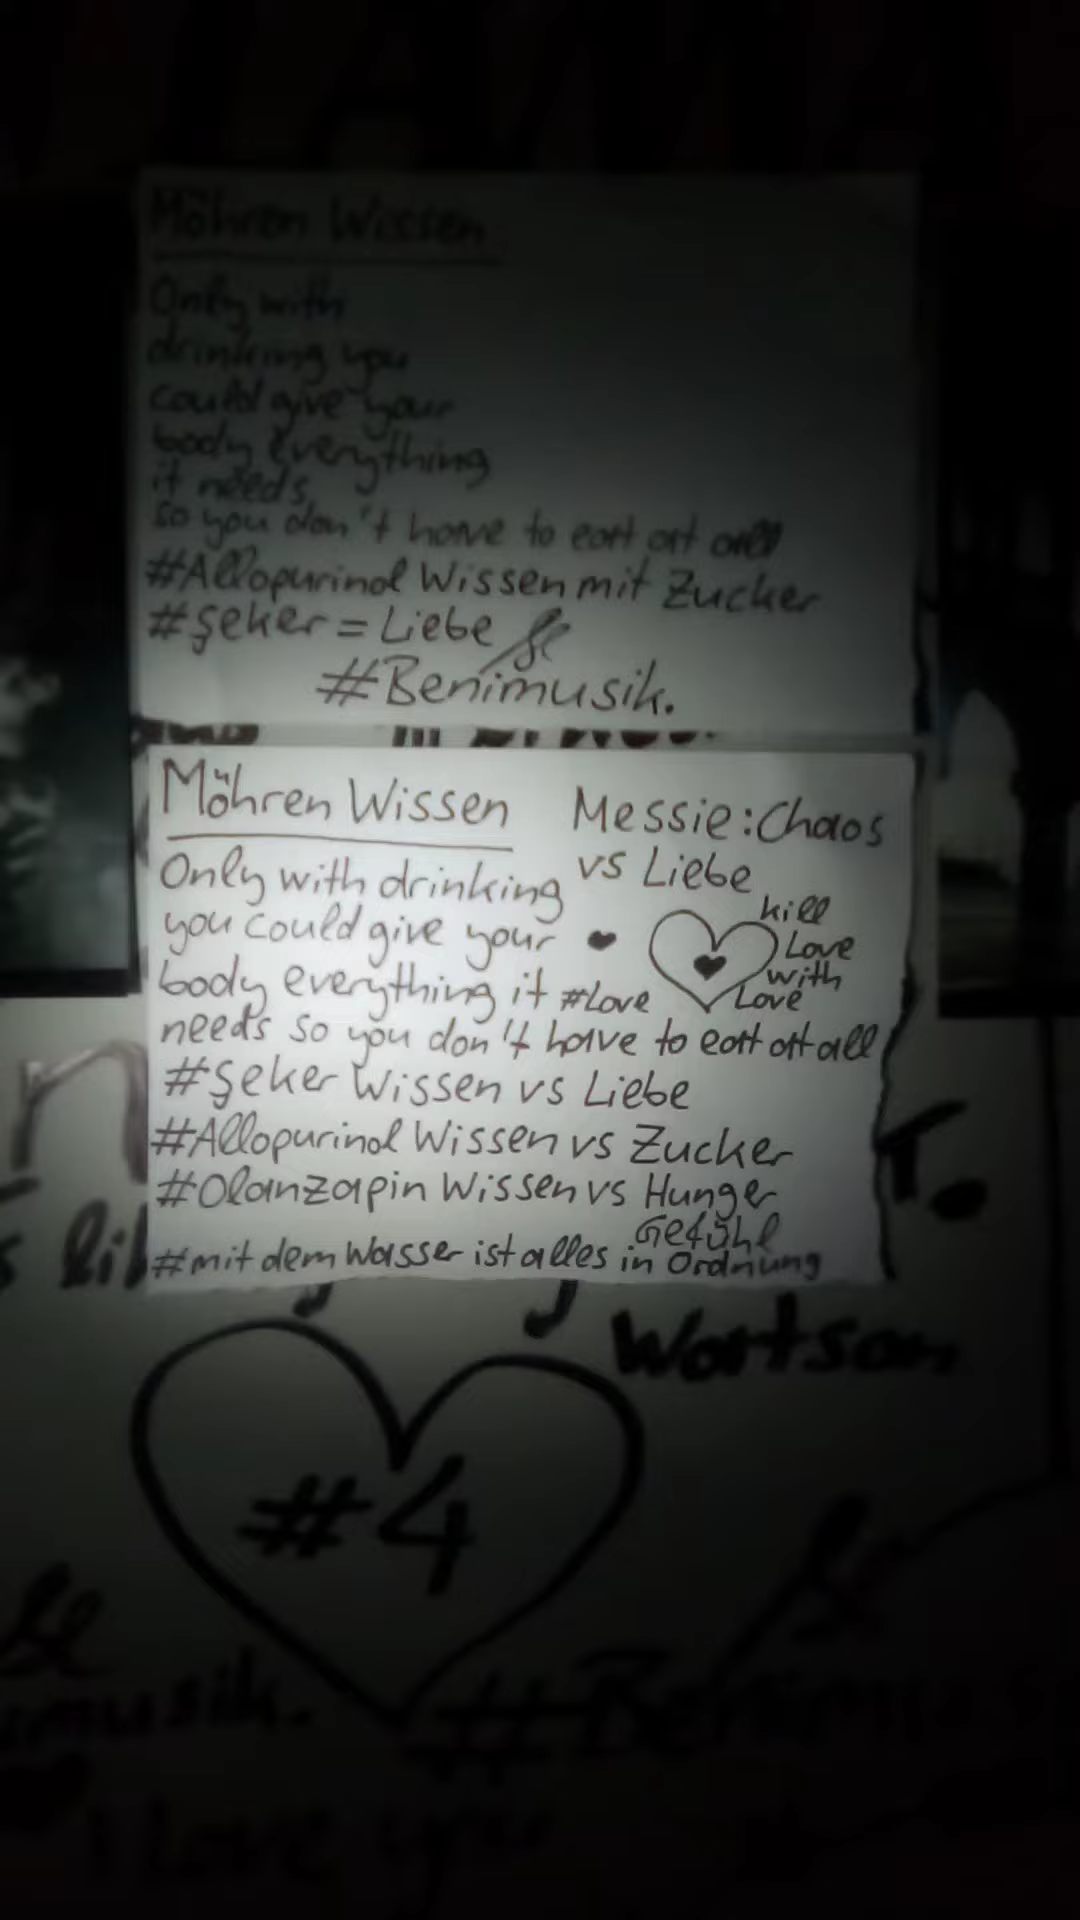 Möhren Wissen
Only with
drinking you
could give your
body everything
it needs,
so you don't have to eat at all
#Allopurinol Wissen mit Zucker
#Şeker = Liebe
#Benimusik.
Möhren Wissen
Messie: Chaos
vs Liebe
Only with drinking
you could give your
body everything it
needs so you don't have to eat at all
kill
Love
with
Love
#Love
#Şeker Wissen vs Liebe
#Allopurinol Wissen vs Zucker
#Olanzapin Wissen vs Hunger
Gefühl
#mit dem Wasser ist alles in Ordnung
T.
#4
I love you